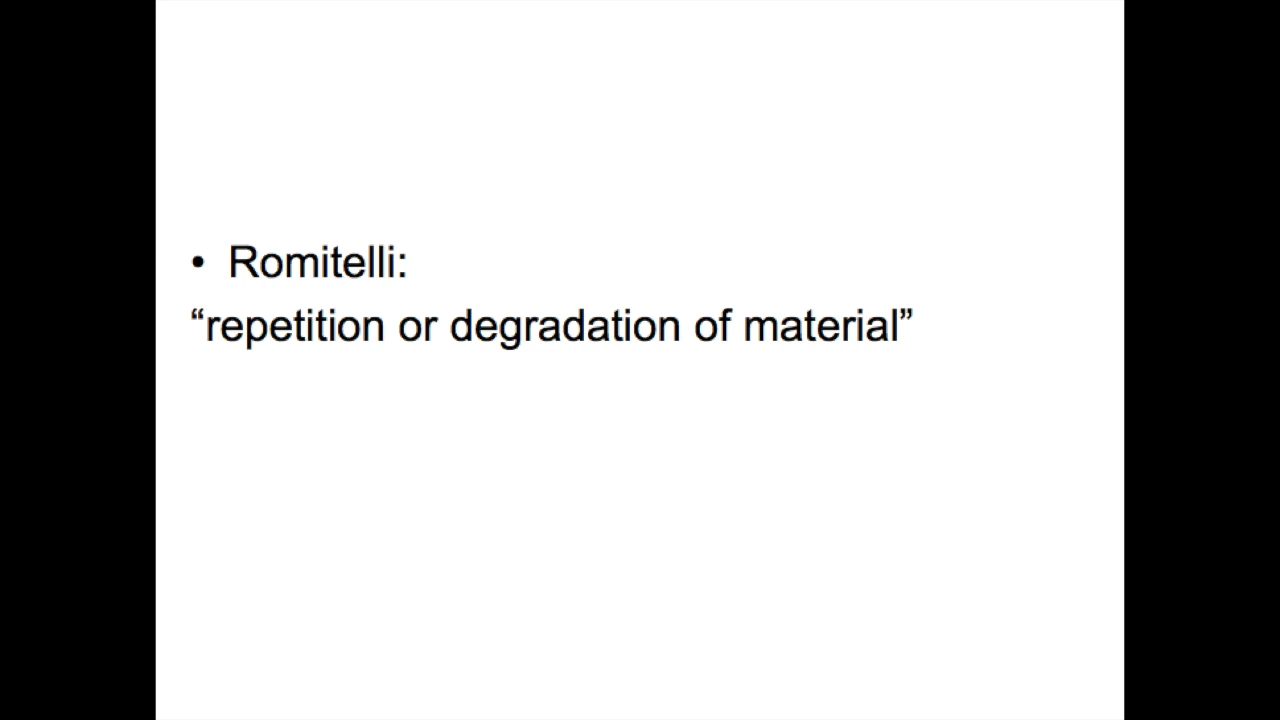 • Romitelli:
“repetition or degradation of material”